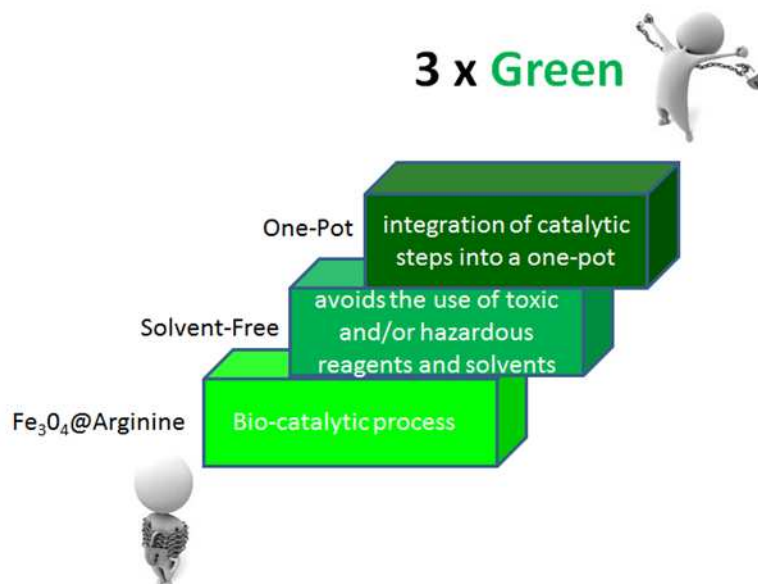 3 x Green
One-Pot
integration of catalytic
steps into a one-pot
Solvent-Free
avoids the use of toxic
and/or hazardous
reagents and solvents
Fe₃0₄@Arginine
Bio-catalytic process